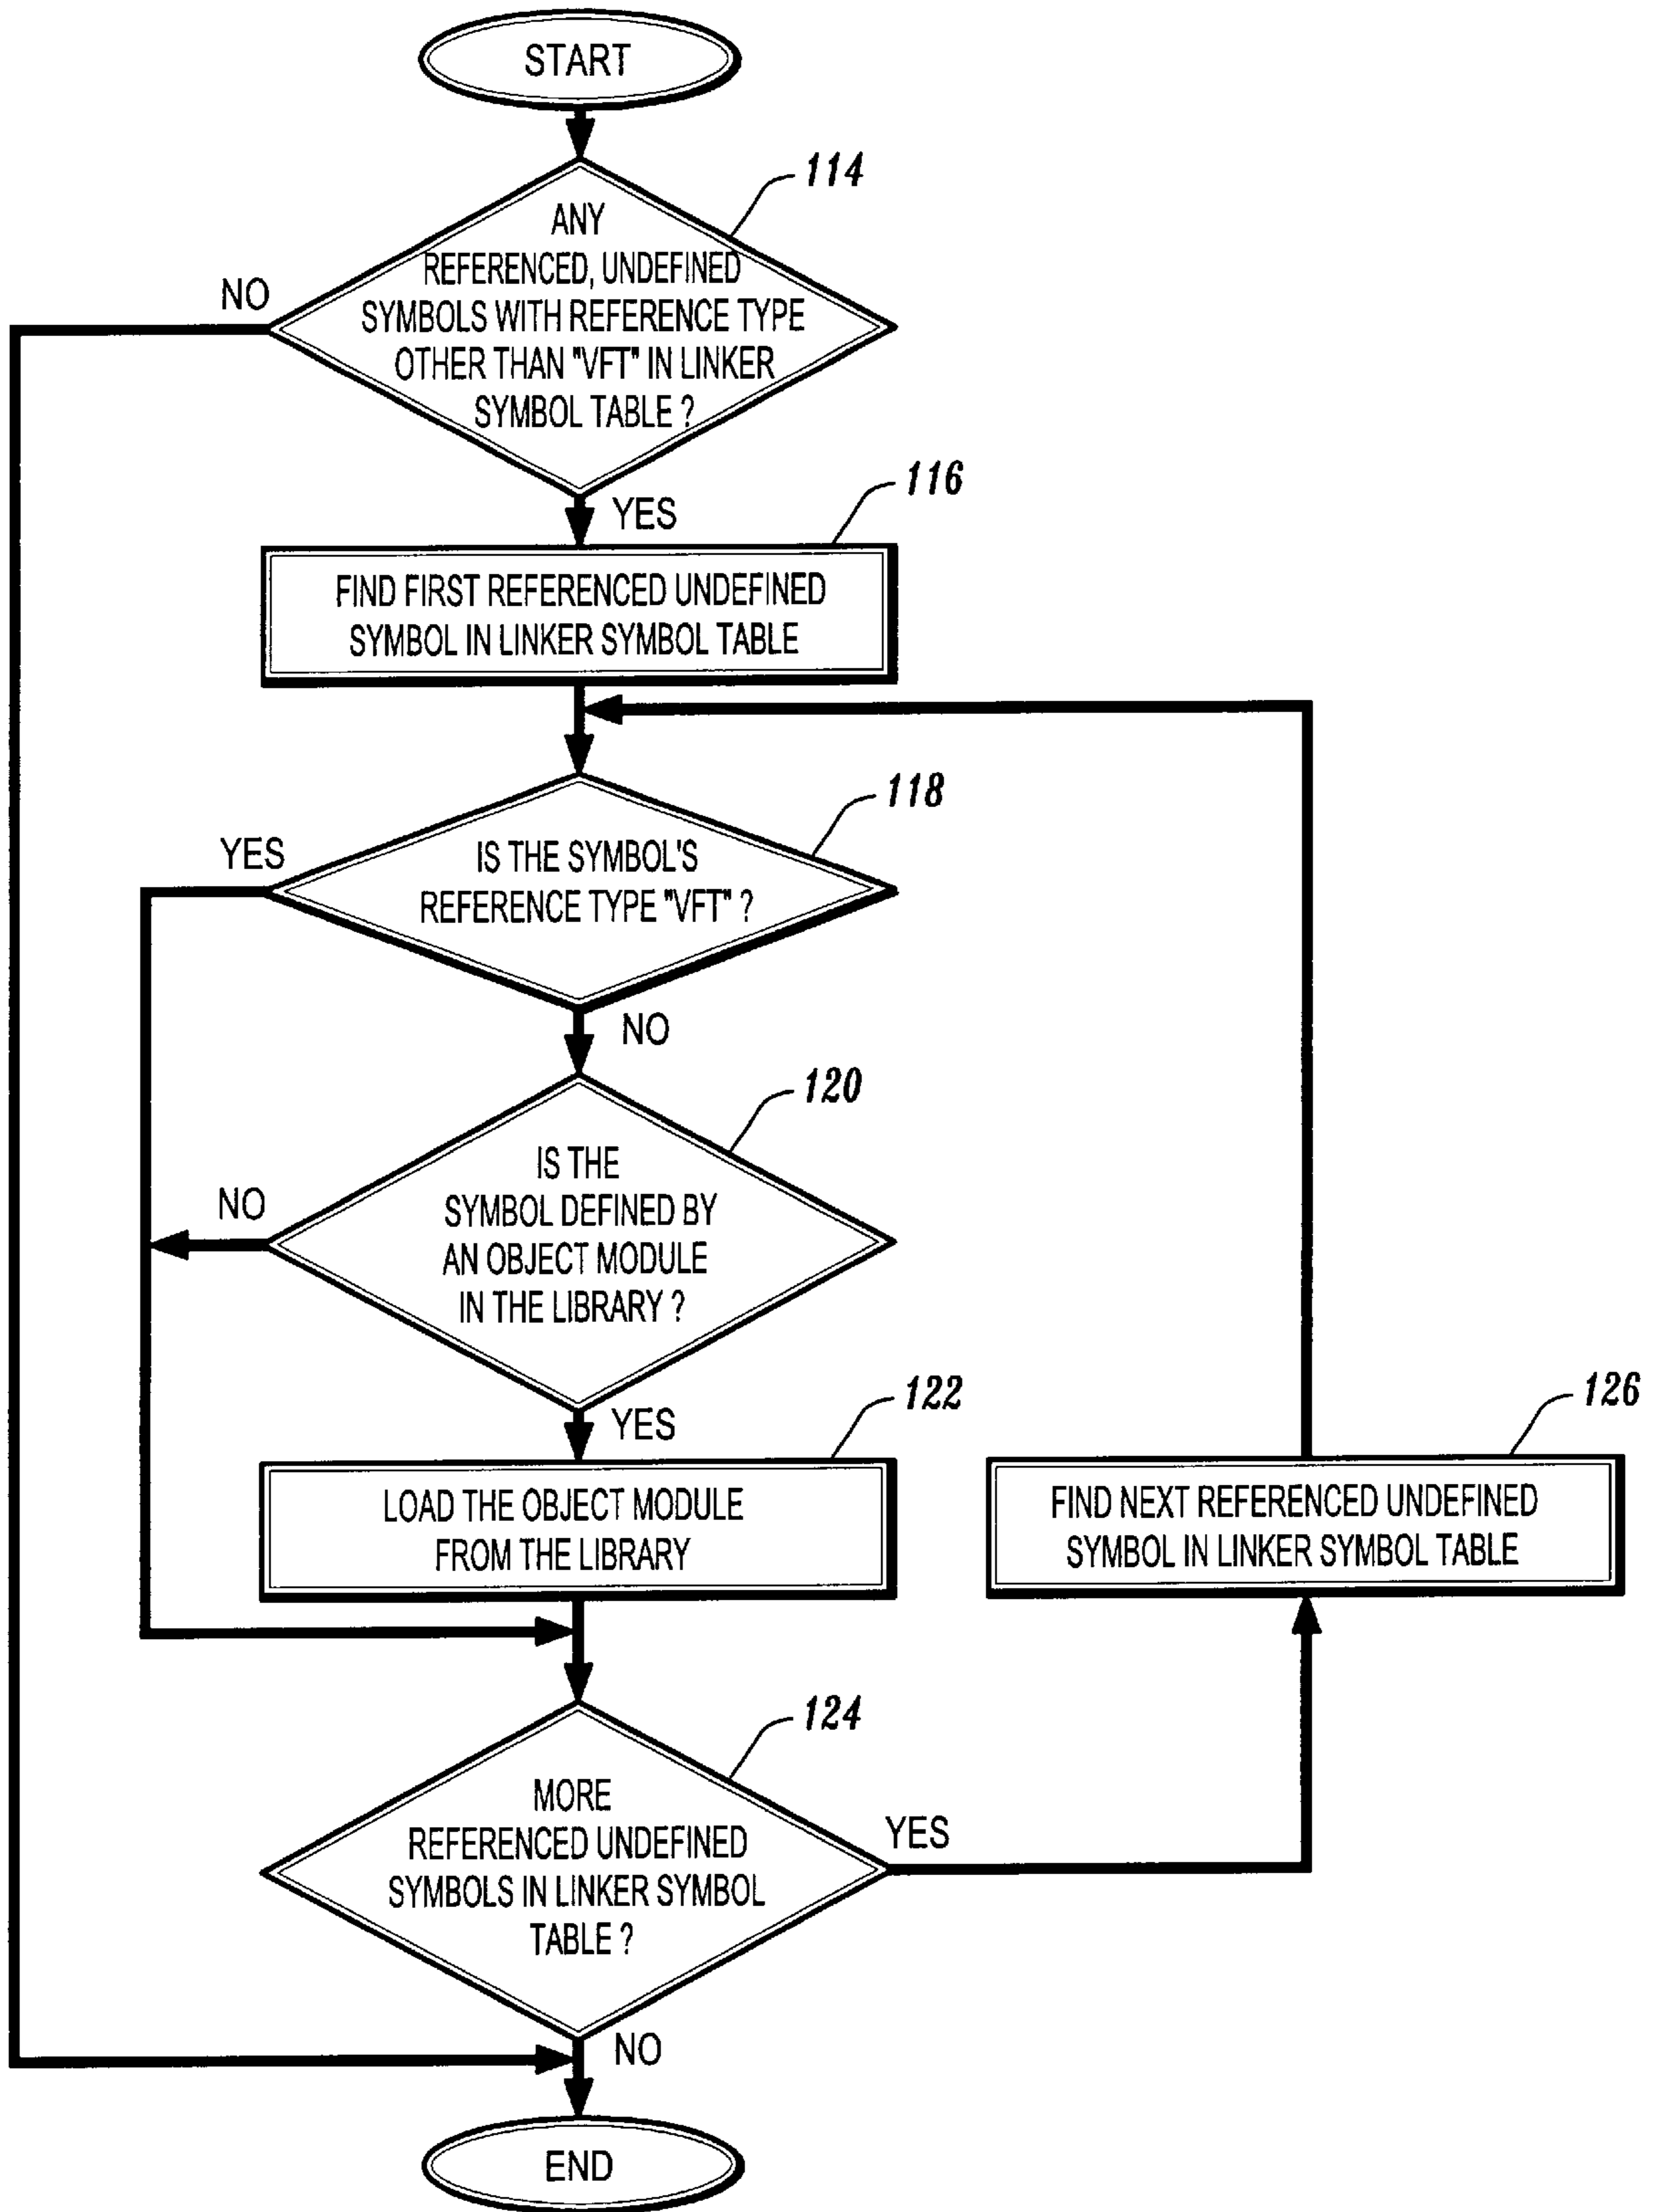 START
114
ANY
REFERENCED, UNDEFINED
SYMBOLS WITH REFERENCE TYPE
OTHER THAN "VFT" IN LINKER
SYMBOL TABLE ?
NO
YES
116
FIND FIRST REFERENCED UNDEFINED
SYMBOL IN LINKER SYMBOL TABLE
118
IS THE SYMBOL'S
REFERENCE TYPE "VFT" ?
YES
NO
120
IS THE
SYMBOL DEFINED BY
AN OBJECT MODULE
IN THE LIBRARY ?
NO
YES
122
LOAD THE OBJECT MODULE
FROM THE LIBRARY
126
FIND NEXT REFERENCED UNDEFINED
SYMBOL IN LINKER SYMBOL TABLE
124
MORE
REFERENCED UNDEFINED
SYMBOLS IN LINKER SYMBOL
TABLE ?
YES
NO
END